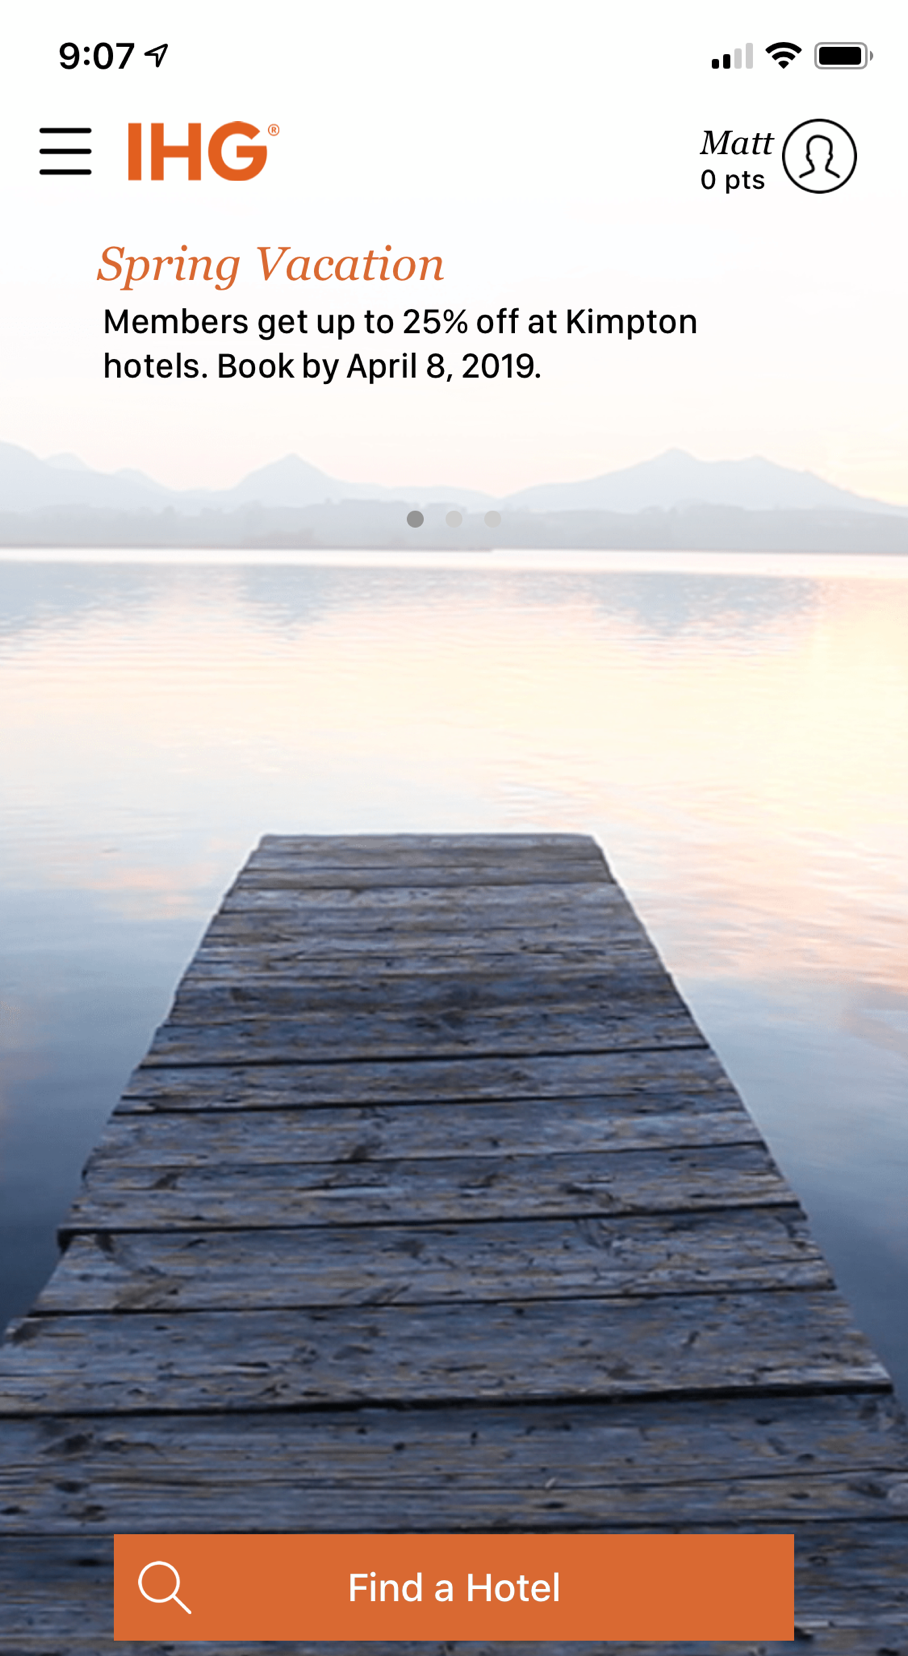 9:07
IHG®
Matt
0 pts
Spring Vacation
Members get up to 25% off at Kimpton
hotels. Book by April 8, 2019.
Find a Hotel